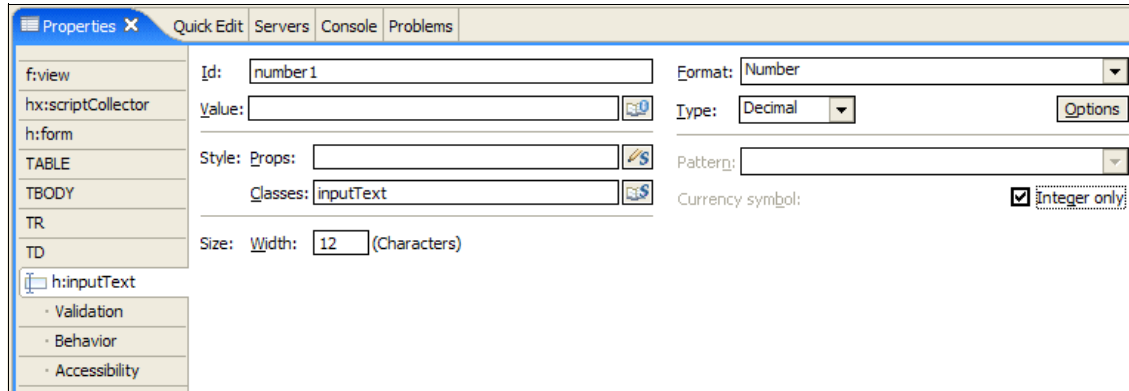 Properties Quick Edit Servers Console Problems
f:view
hx:scriptCollector
h:form
TABLE
TBODY
TR
TD
h:inputText
· Validation
· Behavior
· Accessibility
Id: number1
Value:
Style: Props:
Classes: inputText
Size: Width: 12 (Characters)
Format: Number
Type: Decimal Options
Pattern:
Currency symbol: Integer only